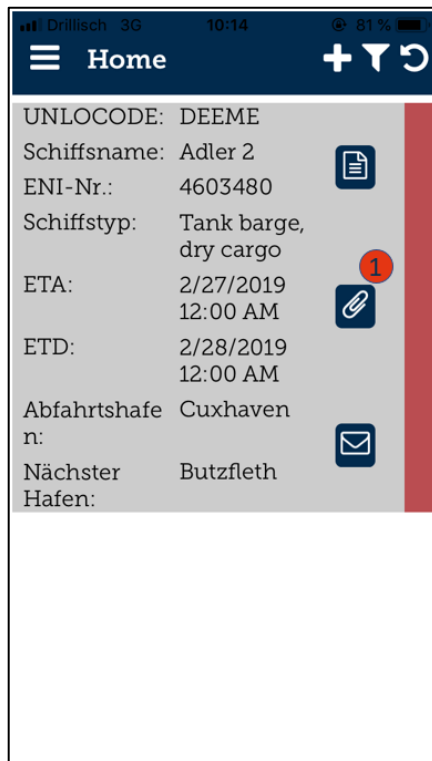 Drillisch 3G 10:14 81 %
Home
UNLOCODE: DEEME
Schiffsname: Adler 2
ENI-Nr.: 4603480
Schiffstyp: Tank barge,
dry cargo
1
ETA: 2/27/2019
12:00 AM
ETD: 2/28/2019
12:00 AM
Abfahrtshafe Cuxhaven
n:
Nächster Butzfleth
Hafen: